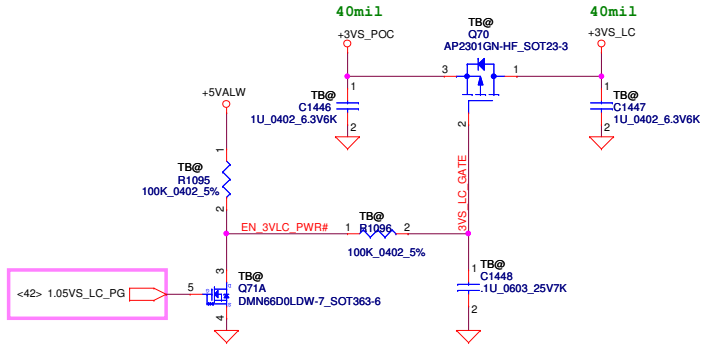 40mil
40mil
TB@
Q70
AP2301GN-HF_SOT23-3
+3VS_POC
+3VS_LC
3
1
2
TB@
C1446
1U_0402_6.3V6K
1
2
TB@
C1447
1U_0402_6.3V6K
1
2
+5VALW
TB@
R1095
100K_0402_5%
1
2
3VS_LC_GATE
EN_3VLC_PWR#
TB@
R1096
1
2
100K_0402_5%
TB@
C1448
.1U_0603_25V7K
1
2
TB@
Q71A
DMN66D0LDW-7_SOT363-6
3
5
4
<42> 1.05VS_LC_PG